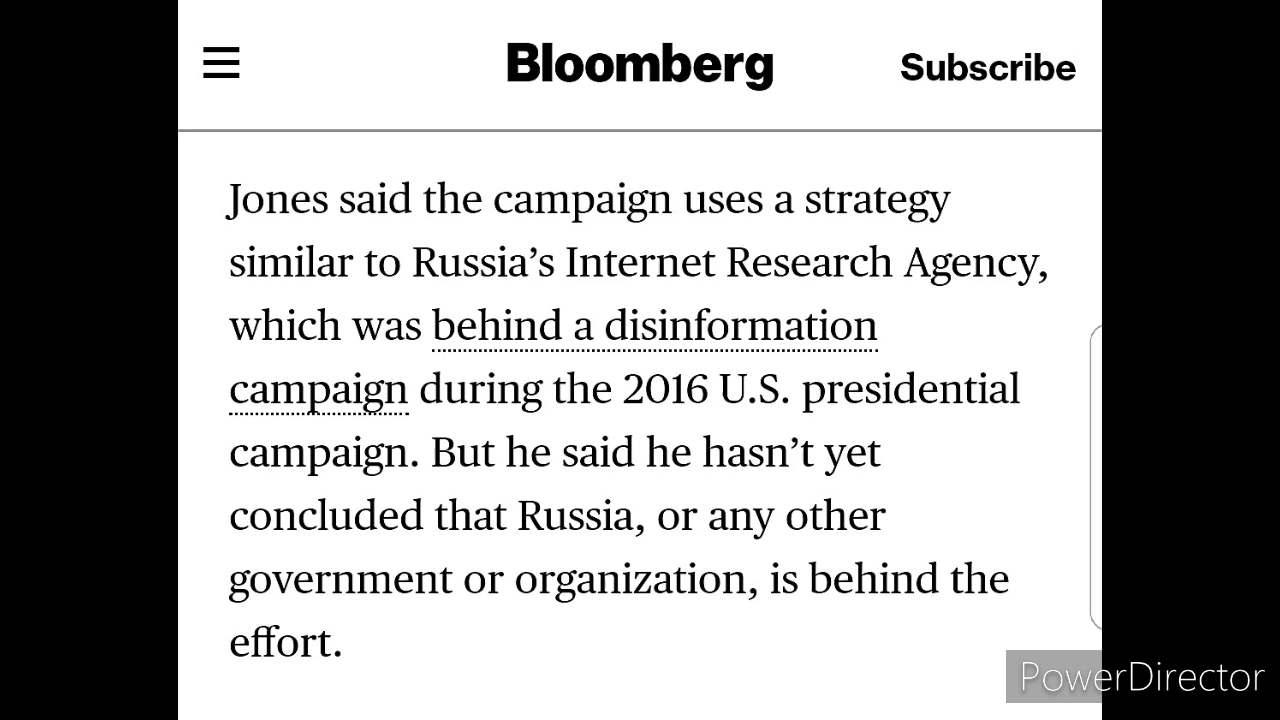 Bloomberg
Subscribe
Jones said the campaign uses a strategy
similar to Russia’s Internet Research Agency,
which was behind a disinformation
campaign during the 2016 U.S. presidential
campaign. But he said he hasn’t yet
concluded that Russia, or any other
government or organization, is behind the
effort.
PowerDirector